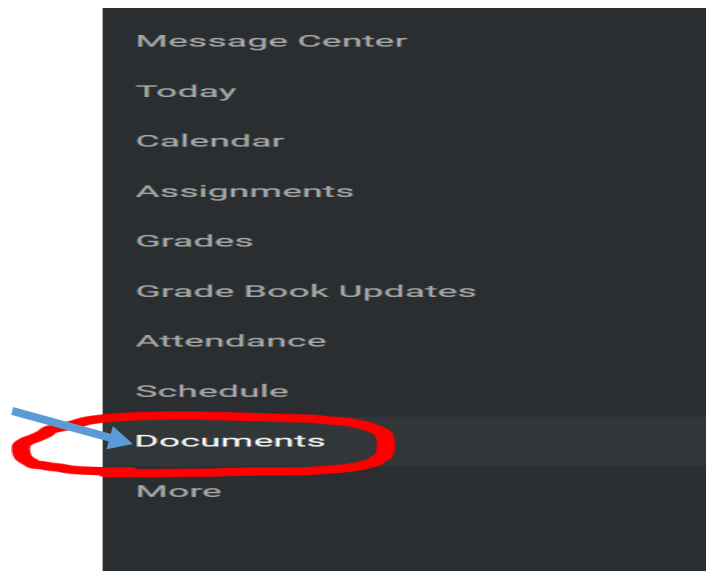 Message Center
Today
Calendar
Assignments
Grades
Grade Book Updates
Attendance
Schedule
Documents
More